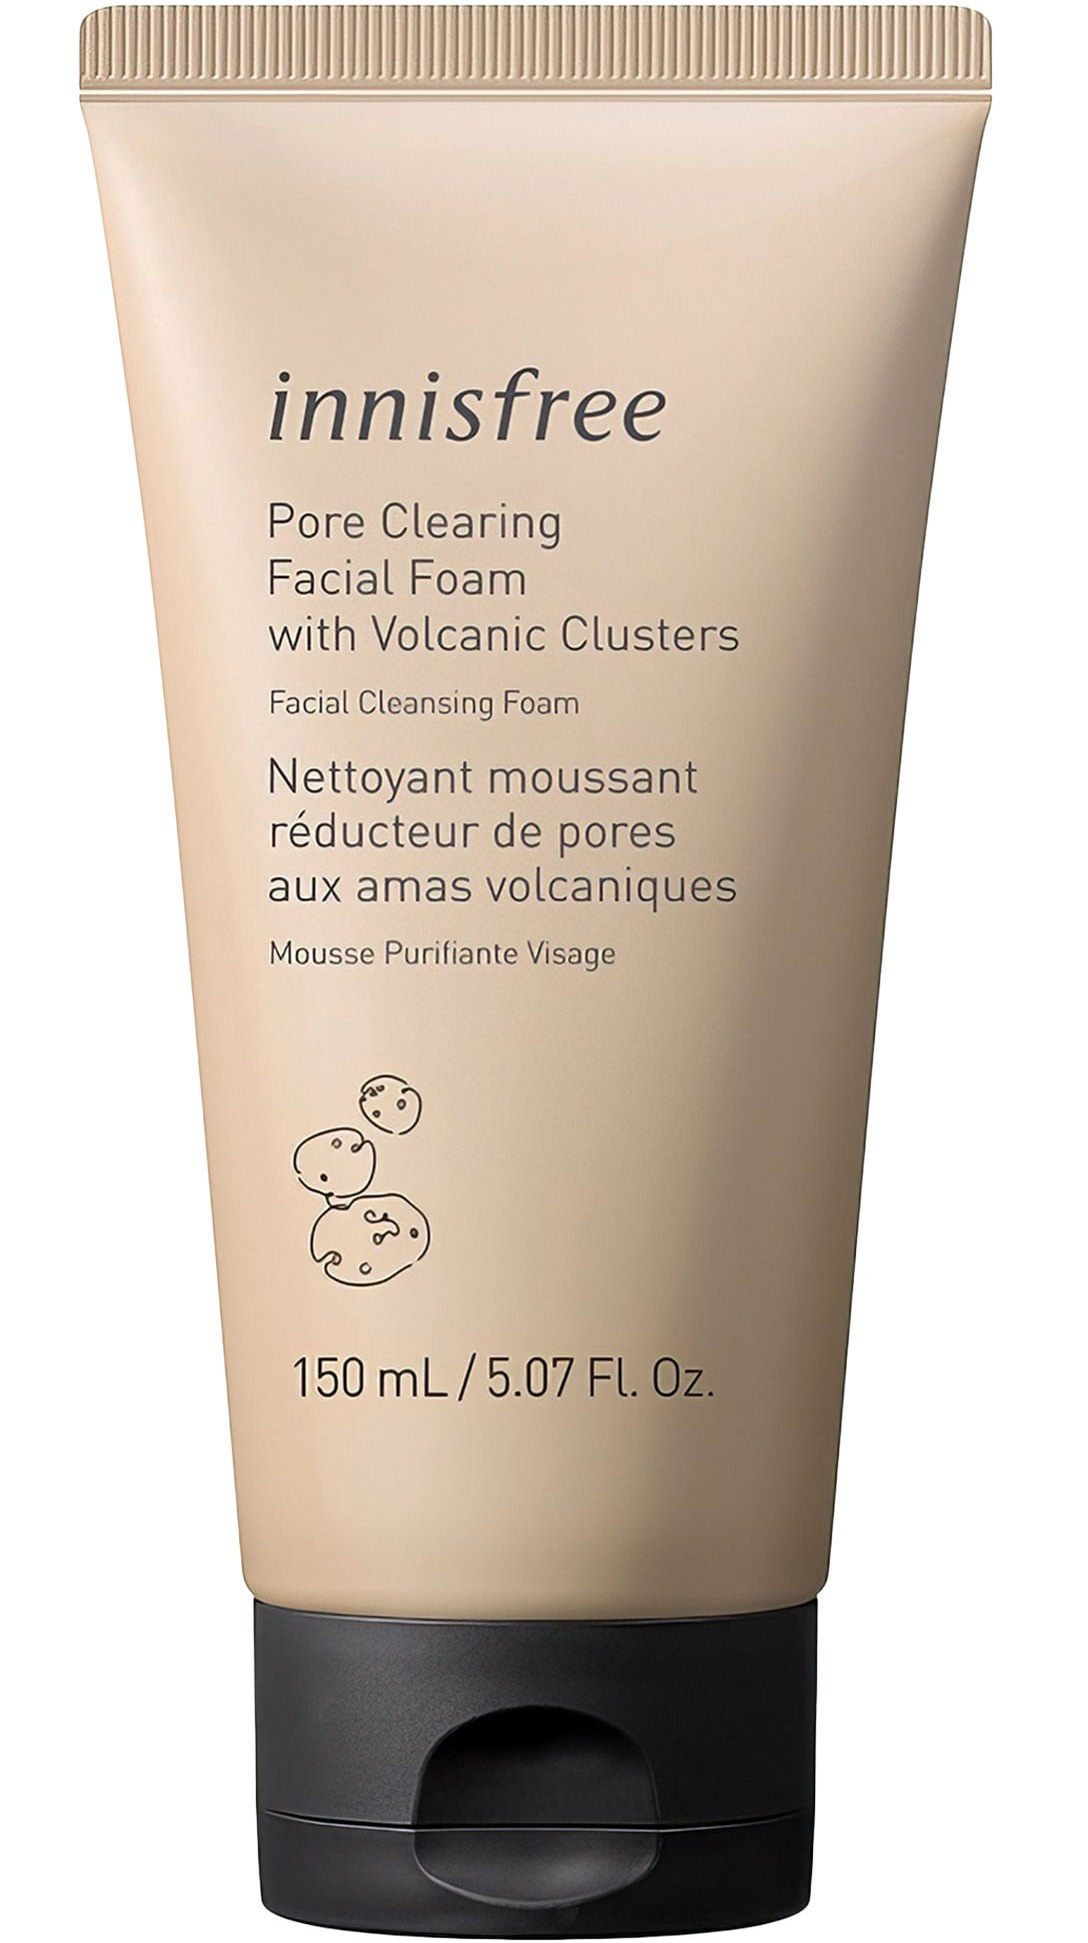 innisfree
Pore Clearing
Facial Foam
with Volcanic Clusters
Facial Cleansing Foam
Nettoyant moussant
réducteur de pores
aux amas volcaniques
Mousse Purifiante Visage
150 mL / 5.07 Fl. Oz.